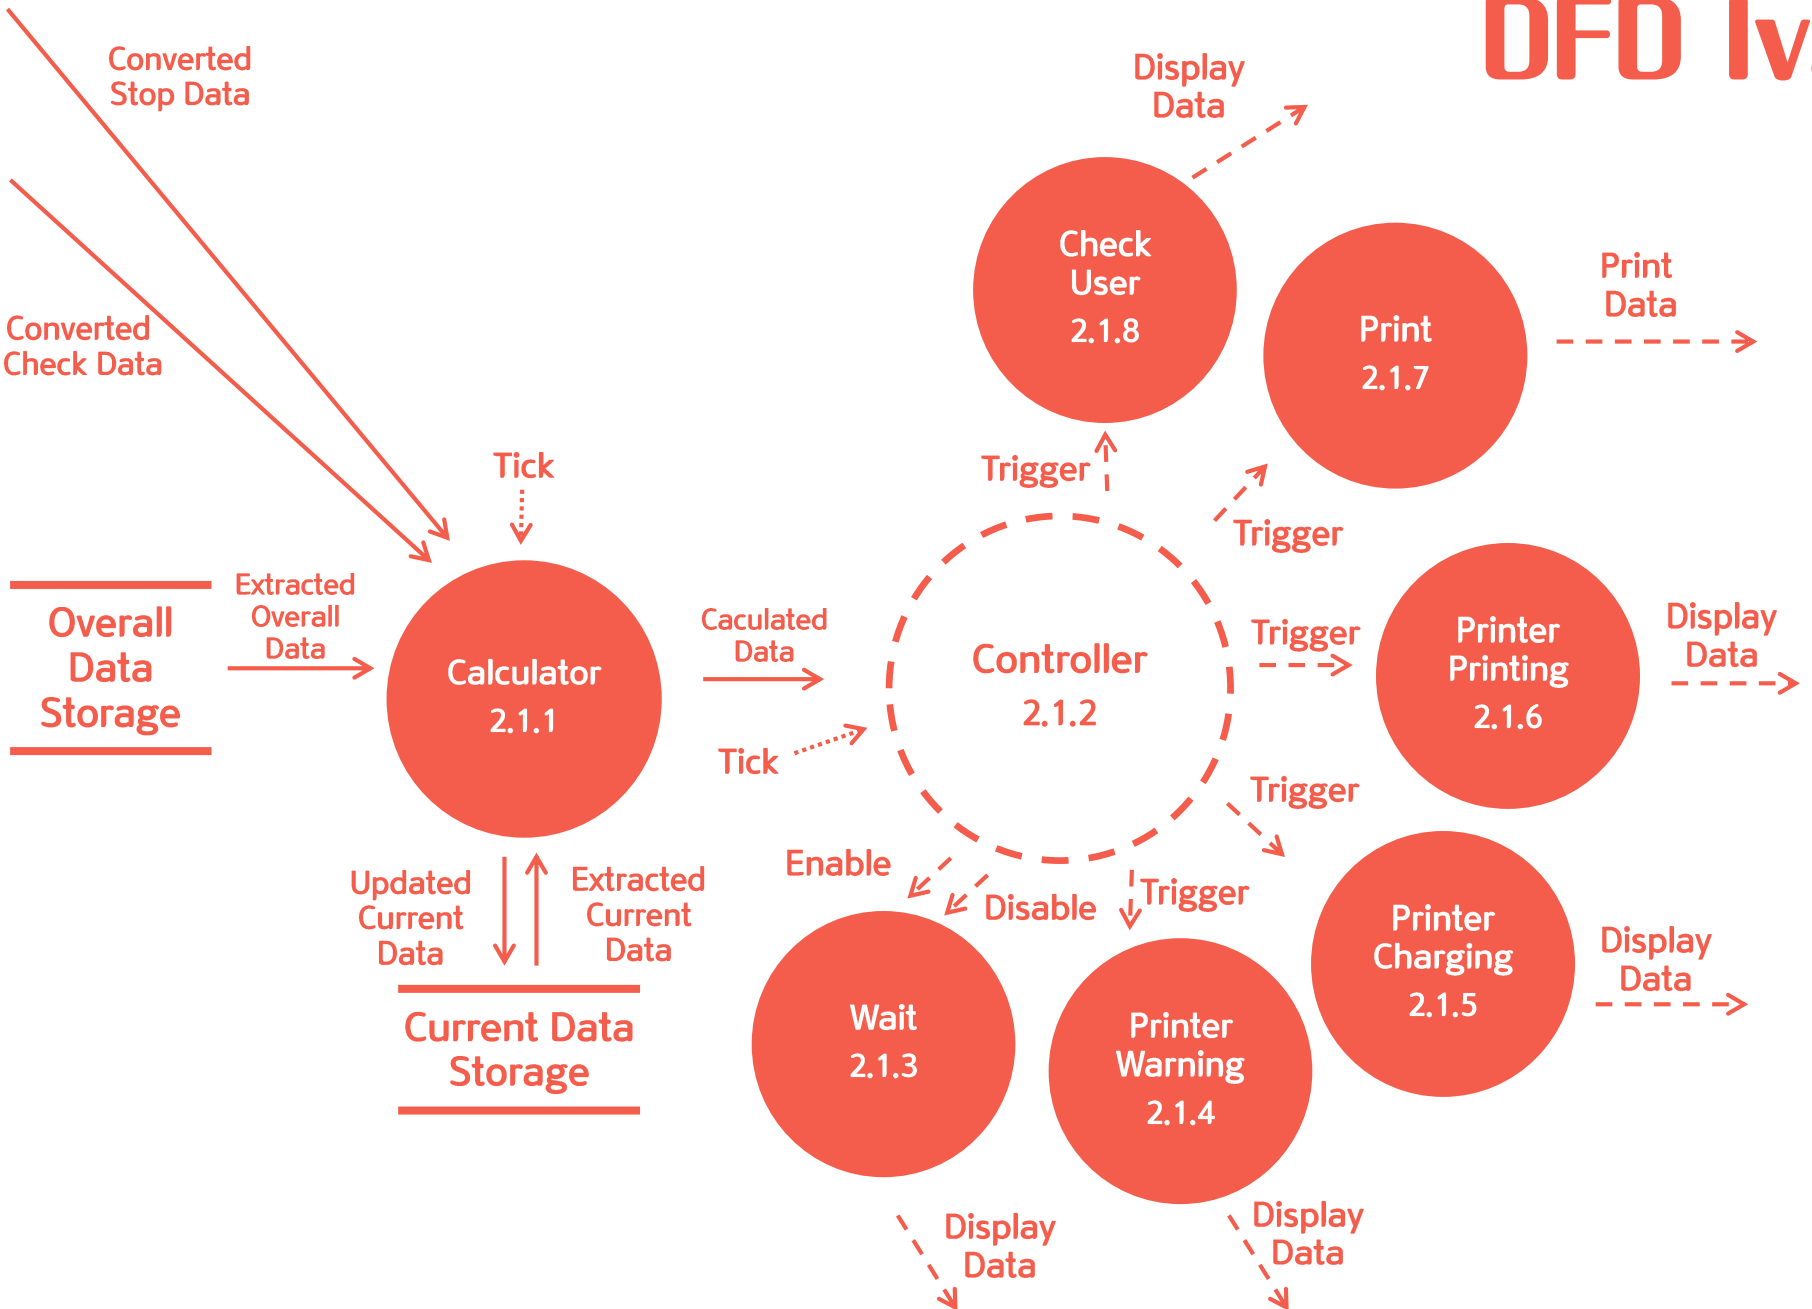 DFD lv.
Converted
Stop Data
Display
Data
Check
User
2.1.8
Print
Data
Print
2.1.7
Converted
Check Data
Tick
Trigger
Trigger
Overall
Data
Storage
Extracted
Overall
Data
Calculator
2.1.1
Caculated
Data
Tick
Controller
2.1.2
Trigger
Printer
Printing
2.1.6
Display
Data
Trigger
Enable
Disable
Trigger
Updated
Current
Data
Extracted
Current
Data
Current Data
Storage
Wait
2.1.3
Printer
Warning
2.1.4
Printer
Charging
2.1.5
Display
Data
Display
Data
Display
Data